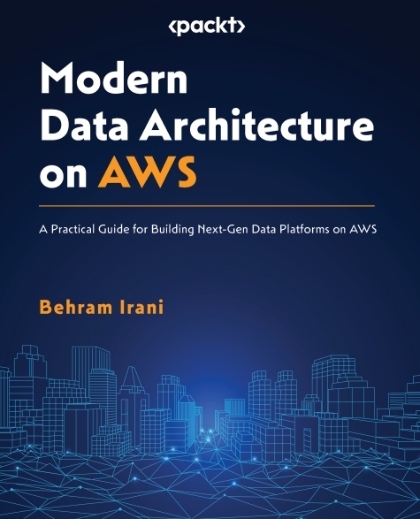 <packt>
Modern
Data Architecture
on AWS
A Practical Guide for Building Next-Gen Data Platforms on AWS
Behram Irani